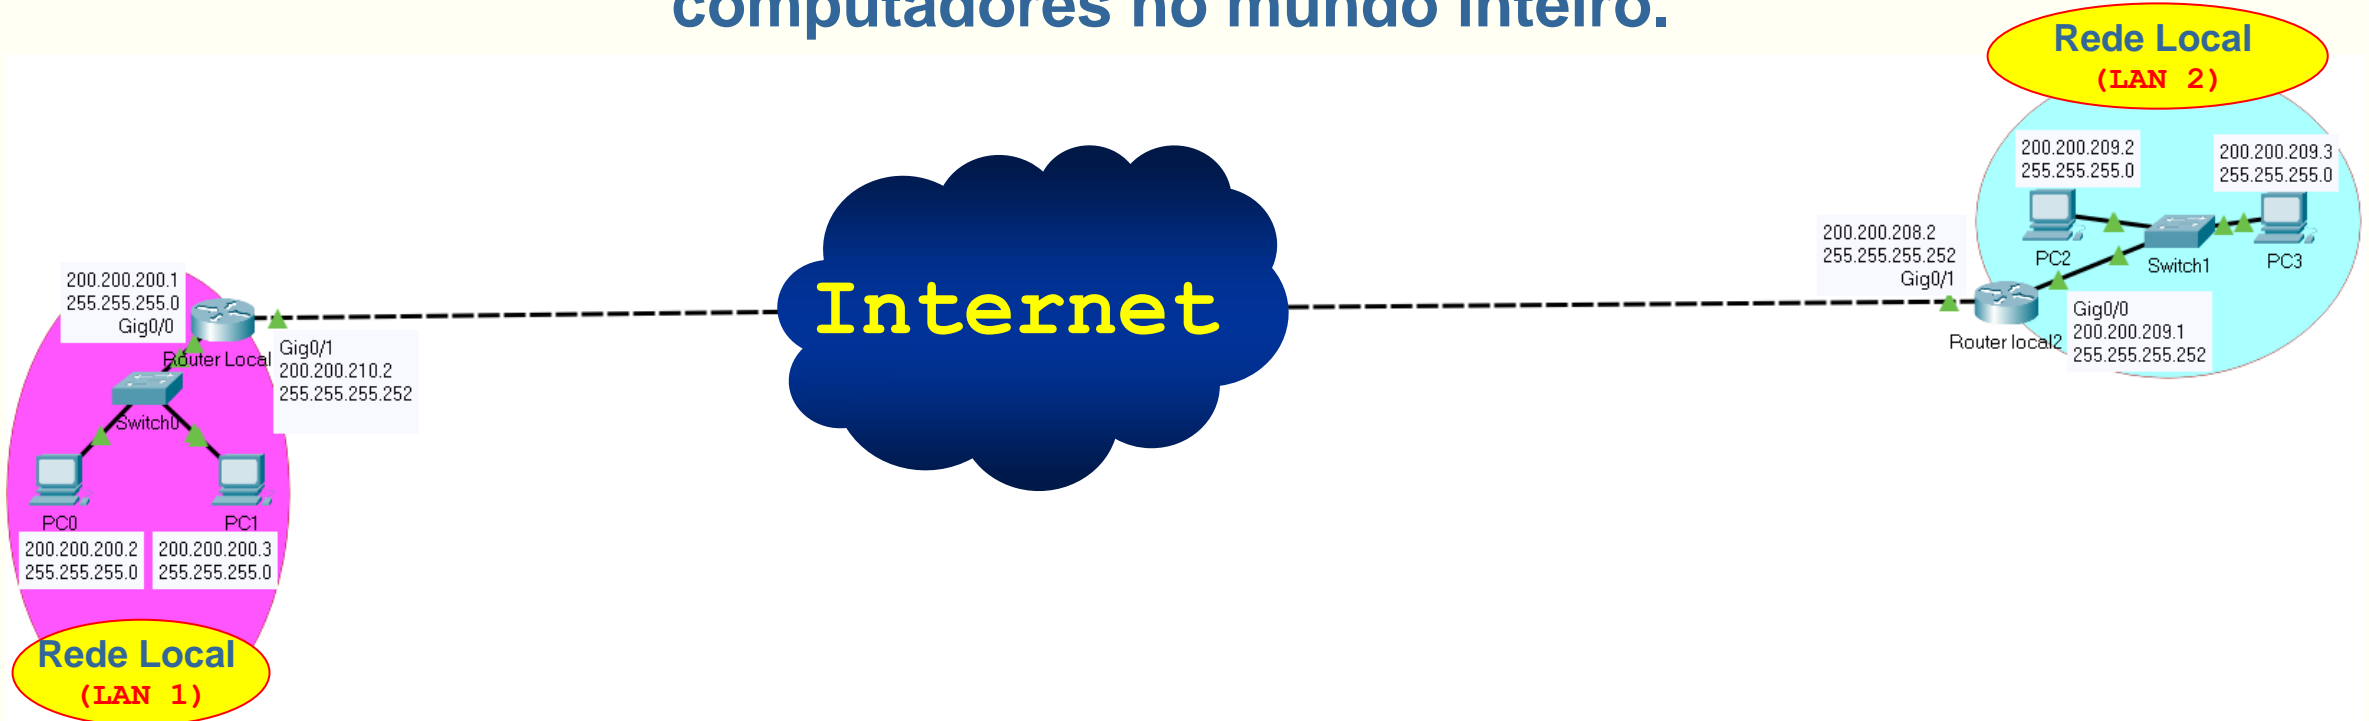 computadores no mundo inteiro.
Rede Local
(LAN 2)
200.200.209.2
255.255.255.0
200.200.209.3
255.255.255.0
PC2
Switch1
PC3
200.200.208.2
255.255.255.252
Gig0/1
Router local2
Gig0/0
200.200.209.1
255.255.255.252
Internet
200.200.200.1
255.255.255.0
Gig0/0
Router Local
Gig0/1
200.200.210.2
255.255.255.252
Switch0
PC0
PC1
200.200.200.2
255.255.255.0
200.200.200.3
255.255.255.0
Rede Local
(LAN 1)